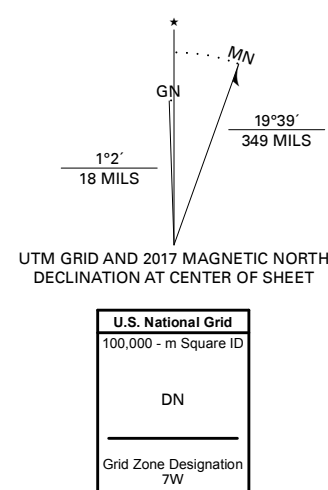 ★
MN
GN
19°39´
349 MILS
1°2´
18 MILS
UTM GRID AND 2017 MAGNETIC NORTH
DECLINATION AT CENTER OF SHEET
U.S. National Grid
100,000 - m Square ID
DN
Grid Zone Designation
7W